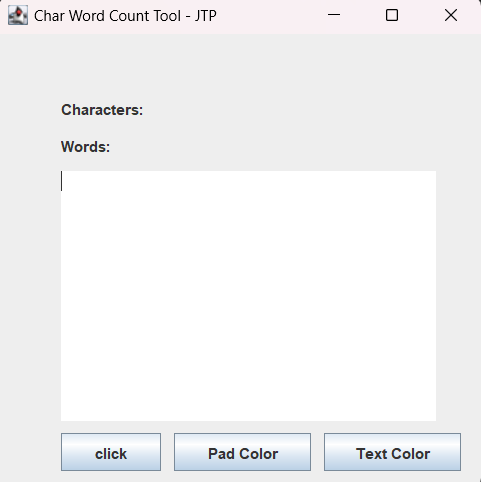 Char Word Count Tool - JTP
Characters:
Words:
click Pad Color Text Color